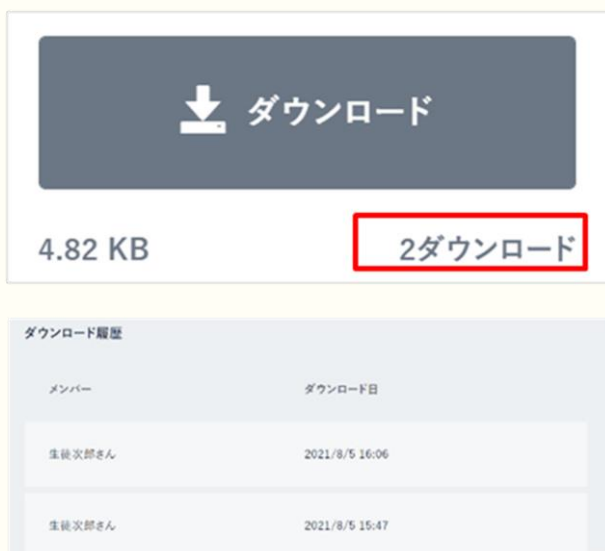 ダウンロード
4.82 KB 2ダウンロード
ダウンロード履歴
メンバー ダウンロード日
生徒次郎さん 2021/8/5 16:06
生徒次郎さん 2021/8/5 15:47